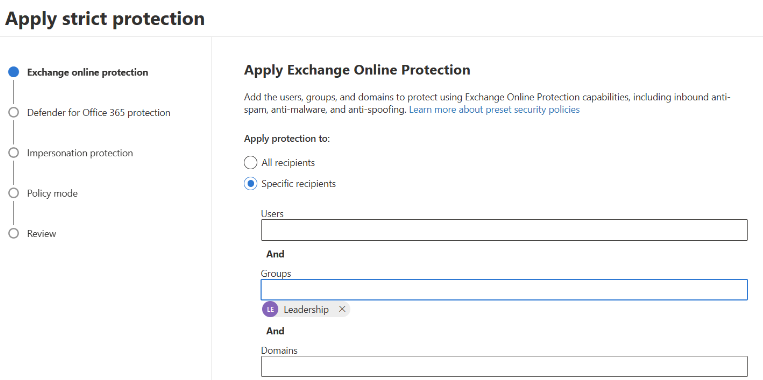 Apply strict protection
Exchange online protection
Defender for Office 365 protection
Impersonation protection
Policy mode
Review
Apply Exchange Online Protection
Add the users, groups, and domains to protect using Exchange Online Protection capabilities, including inbound anti-
spam, anti-malware, and anti-spoofing. Learn more about preset security policies
Apply protection to:
All recipients
Specific recipients
Users
And
Groups
LE Leadership
And
Domains